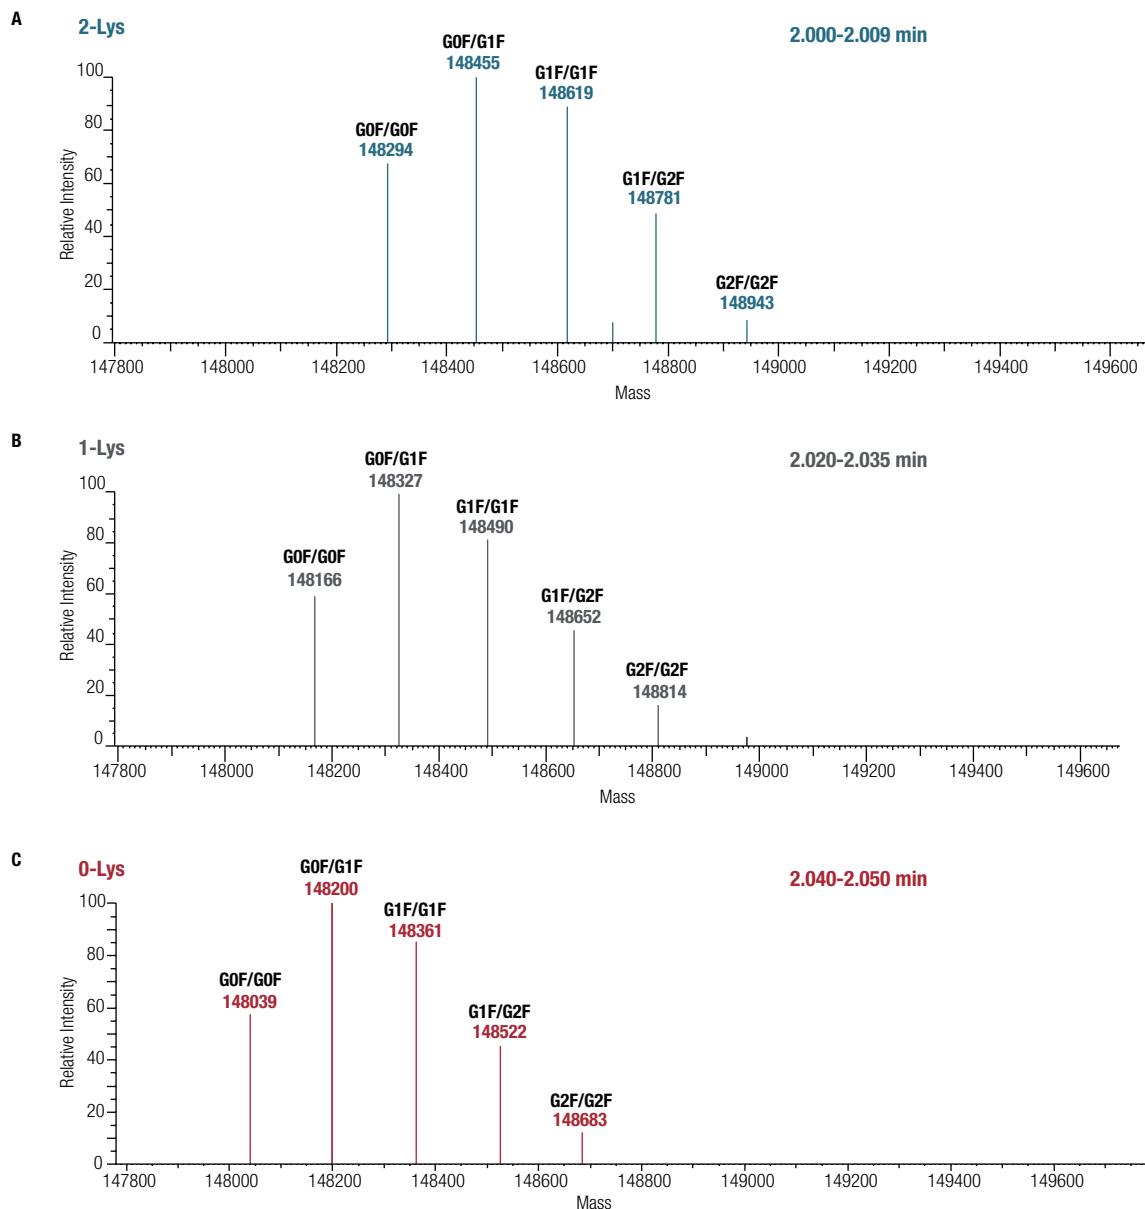 A
2-Lys
2.000-2.009 min
G0F/G1F
148455
G1F/G1F
148619
G0F/G0F
148294
G1F/G2F
148781
G2F/G2F
148943
Relative Intensity
100
80
60
40
20
0
147800 148000 148200 148400 148600 148800 149000 149200 149400 149600
Mass
B
1-Lys
2.020-2.035 min
G0F/G1F
148327
G1F/G1F
148490
G0F/G0F
148166
G1F/G2F
148652
G2F/G2F
148814
Relative Intensity
100
80
60
40
20
0
147800 148000 148200 148400 148600 148800 149000 149200 149400 149600
Mass
C
0-Lys
2.040-2.050 min
G0F/G1F
148200
G1F/G1F
148361
G0F/G0F
148039
G1F/G2F
148522
G2F/G2F
148683
Relative Intensity
100
80
60
40
20
0
147800 148000 148200 148400 148600 148800 149000 149200 149400 149600
Mass